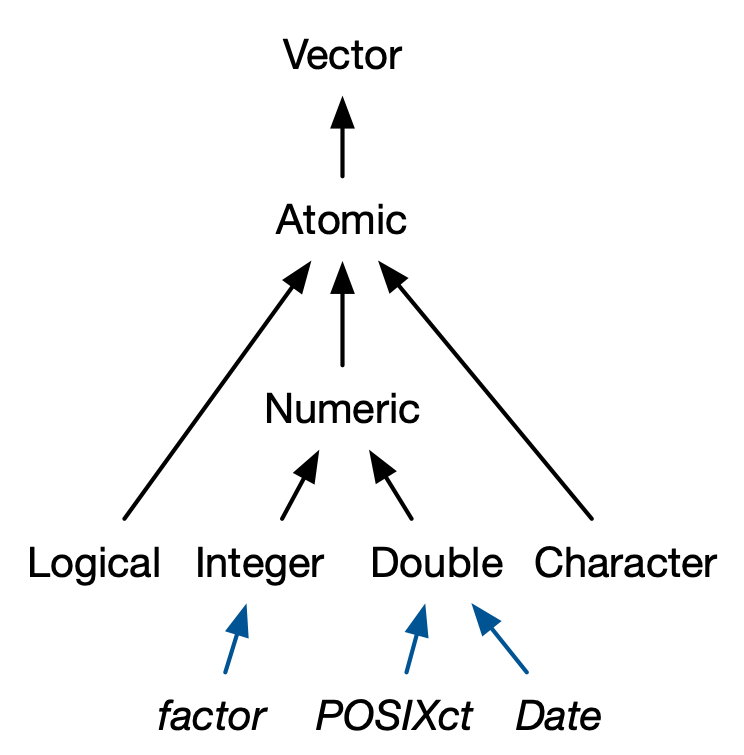 Vector
Atomic
Numeric
Logical Integer Double Character
factor POSIXct Date